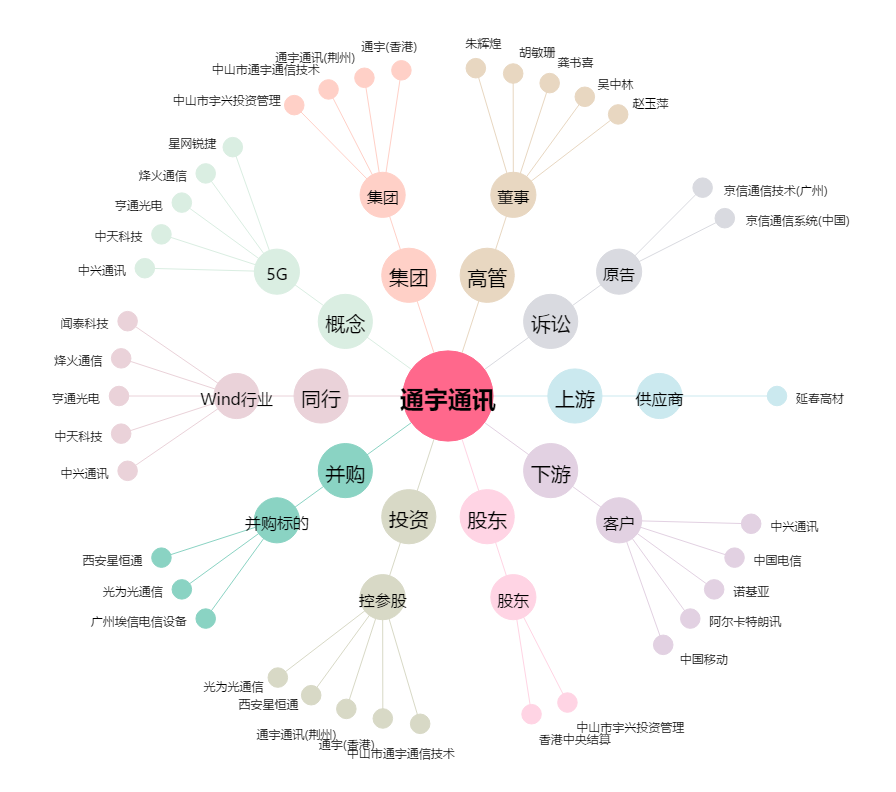 朱辉煌
通宇(香港)
胡敏珊
通宇通讯(荆州)
龚书喜
中山市通宇通信技术
吴中林
中山市宇兴投资管理
赵玉萍
星网锐捷
烽火通信
京信通信技术(广州)
集团
董事
亨通光电
京信通信系统(中国)
中天科技
中兴通讯
5G
集团
高管
原告
闻泰科技
概念
诉讼
烽火通信
亨通光电
Wind行业
同行
通宇通讯
上游
供应商
延春高材
中天科技
中兴通讯
并购
下游
并购标的
投资
股东
客户
中兴通讯
西安星恒通
中国电信
光为光通信
诺基亚
控参股
股东
广州埃信电信设备
阿尔卡特朗讯
中国移动
光为光通信
西安星恒通
中山市宇兴投资管理
通宇通讯(荆州)
香港中央结算
通宇(香港)
中山市通宇通信技术